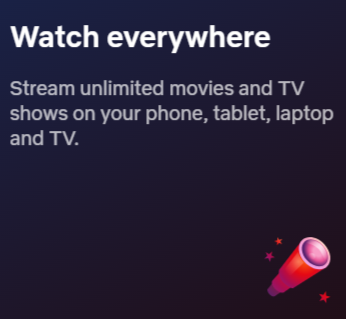 Watch everywhere
Stream unlimited movies and TV
shows on your phone, tablet, laptop
and TV.